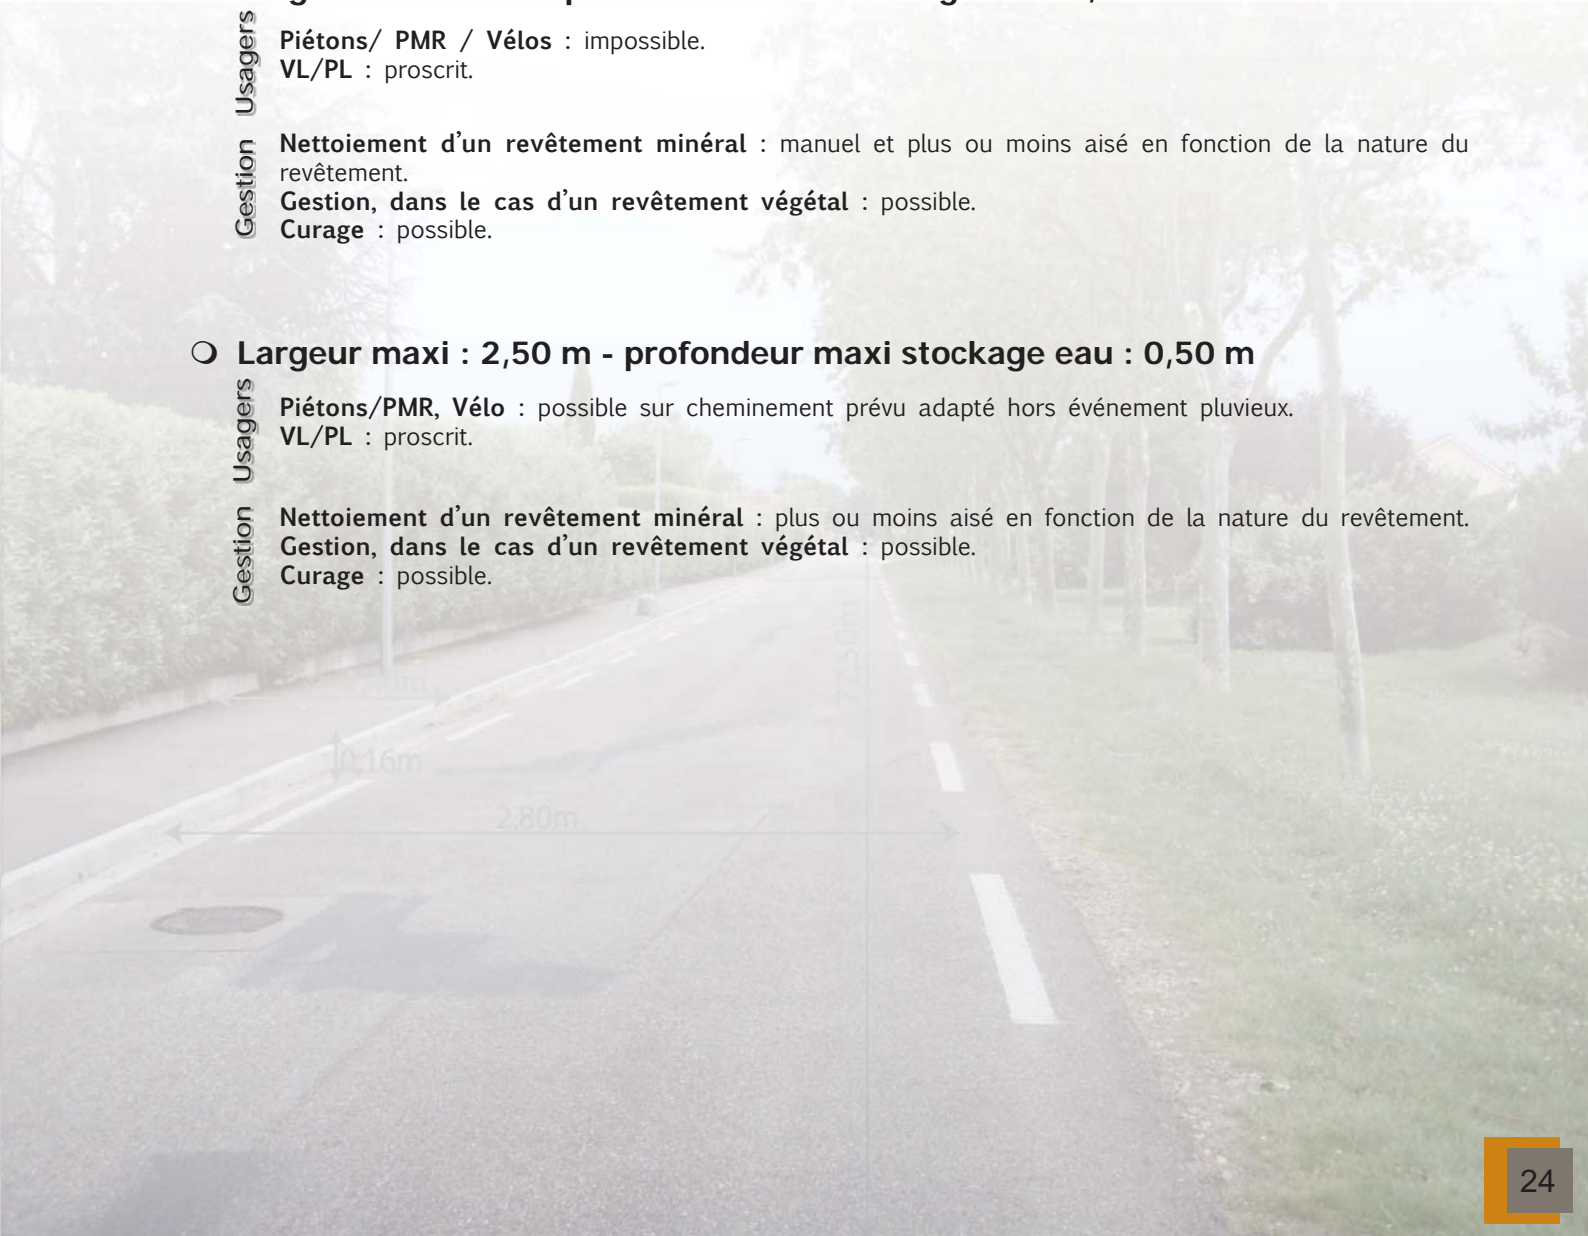 Usagers
Piétons/ PMR / Vélos : impossible.
VL/PL : proscrit.
Gestion
Nettoiement d'un revêtement minéral : manuel et plus ou moins aisé en fonction de la nature du
revêtement.
Gestion, dans le cas d'un revêtement végétal : possible.
Curage : possible.
❍ Largeur maxi : 2,50 m - profondeur maxi stockage eau : 0,50 m
Usagers
Piétons/PMR, Vélo : possible sur cheminement prévu adapté hors événement pluvieux.
VL/PL : proscrit.
Gestion
Nettoiement d'un revêtement minéral : plus ou moins aisé en fonction de la nature du revêtement.
Gestion, dans le cas d'un revêtement végétal : possible.
Curage : possible.
0,16m
2,80m
24